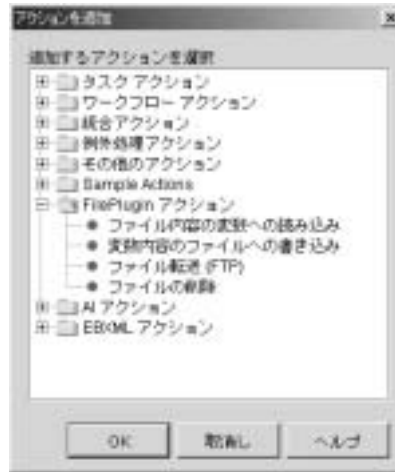 アクションを追加
追加するアクションを選択
タスク アクション
ワークフロー アクション
統合アクション
例外処理アクション
その他のアクション
Sample Actions
FilePlugin アクション
ファイル内容の変数への読み込み
変数内容のファイルへの書き込み
ファイル転送 (FTP)
ファイルの削除
AI アクション
EBXML アクション
OK 取消し ヘルプ